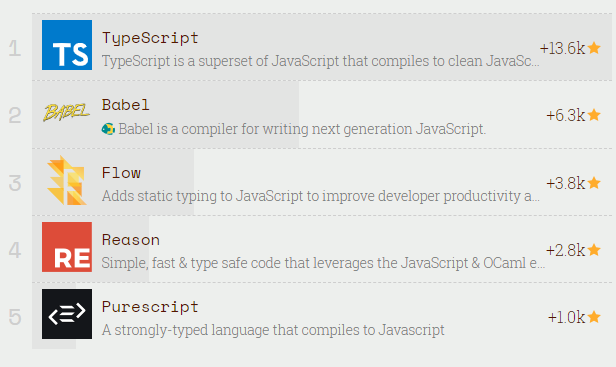 1
TS
TypeScript
TypeScript is a superset of JavaScript that compiles to clean JavaSc...
+13.6k
2
BABEL
Babel
Babel is a compiler for writing next generation JavaScript.
+6.3k
3
Flow
Adds static typing to JavaScript to improve developer productivity a...
+3.8k
4
RE
Reason
Simple, fast & type safe code that leverages the JavaScript & OCaml e...
+2.8k
5
Purescript
A strongly-typed language that compiles to Javascript
+1.0k